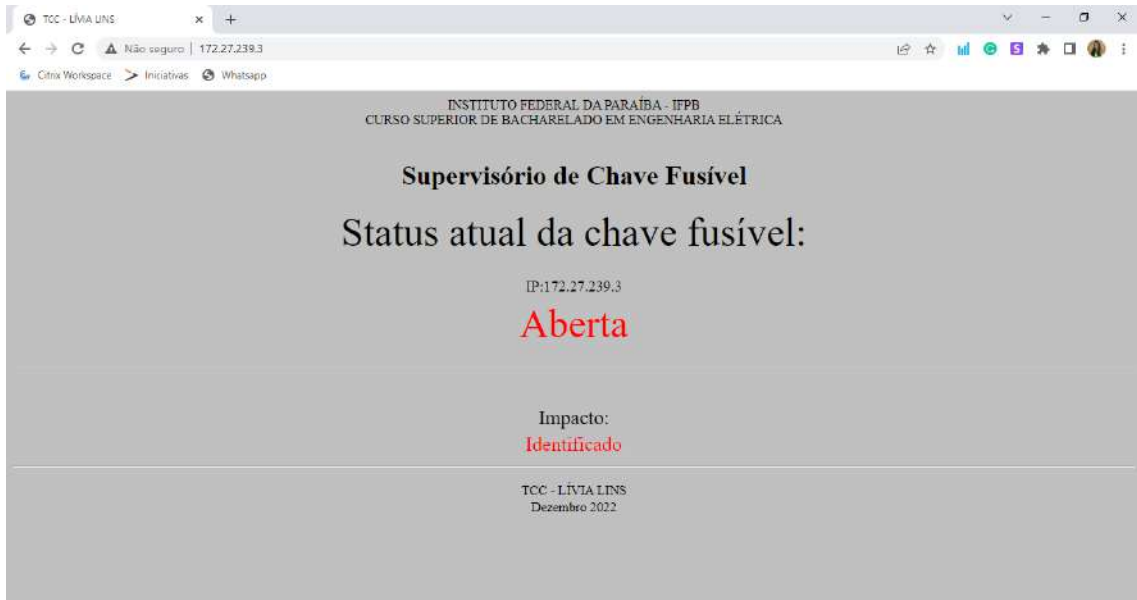 TCC - LÍVIA LINS
Não seguro | 172.27.239.3
Citrix Workspace Iniciativas Whatsapp
INSTITUTO FEDERAL DA PARAÍBA - IFPB
CURSO SUPERIOR DE BACHARELADO EM ENGENHARIA ELÉTRICA
Supervisório de Chave Fusível
Status atual da chave fusível:
IP:172.27.239.3
Aberta
Impacto:
Identificado
TCC - LÍVIA LINS
Dezembro 2022